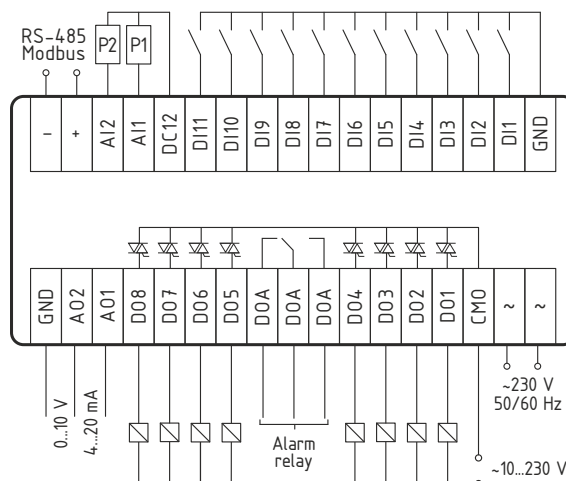 RS-485
Modbus
P2
P1
-
+
AI2
AI1
DC12
DI11
DI10
DI9
DI8
DI7
DI6
DI5
DI4
DI3
DI2
DI1
GND
GND
AO2
AO1
DO8
DO7
DO6
DO5
DOA
DOA
DOA
DO4
DO3
DO2
DO1
CMO
~
~
0...10 V
4...20 mA
Alarm
relay
~230 V
50/60 Hz
~10...230 V